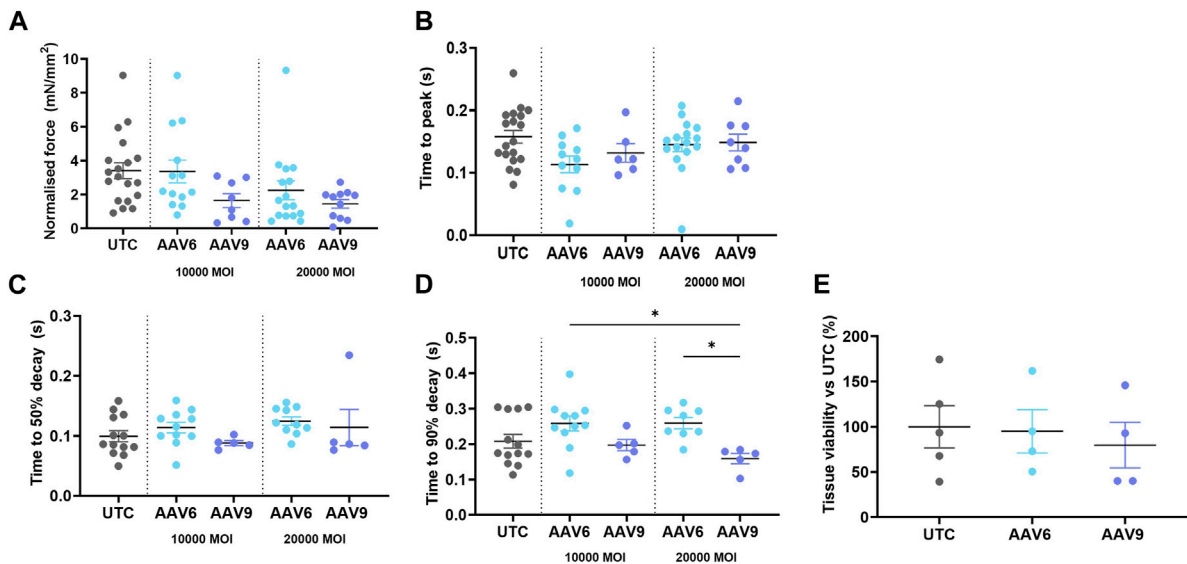 A
Normalised force (mN/mm²)
10
8
6
4
2
0
UTC
AAV6
AAV9
AAV6
AAV9
10000 MOI
20000 MOI
B
Time to peak (s)
0.3
0.2
0.1
0.0
UTC
AAV6
AAV9
AAV6
AAV9
10000 MOI
20000 MOI
C
Time to 50% decay (s)
0.3
0.2
0.1
0.0
UTC
AAV6
AAV9
AAV6
AAV9
10000 MOI
20000 MOI
D
Time to 90% decay (s)
0.5
0.4
0.3
0.2
0.1
0.0
*
*
UTC
AAV6
AAV9
AAV6
AAV9
10000 MOI
20000 MOI
E
Tissue viability vs UTC (%)
200
150
100
50
0
UTC
AAV6
AAV9